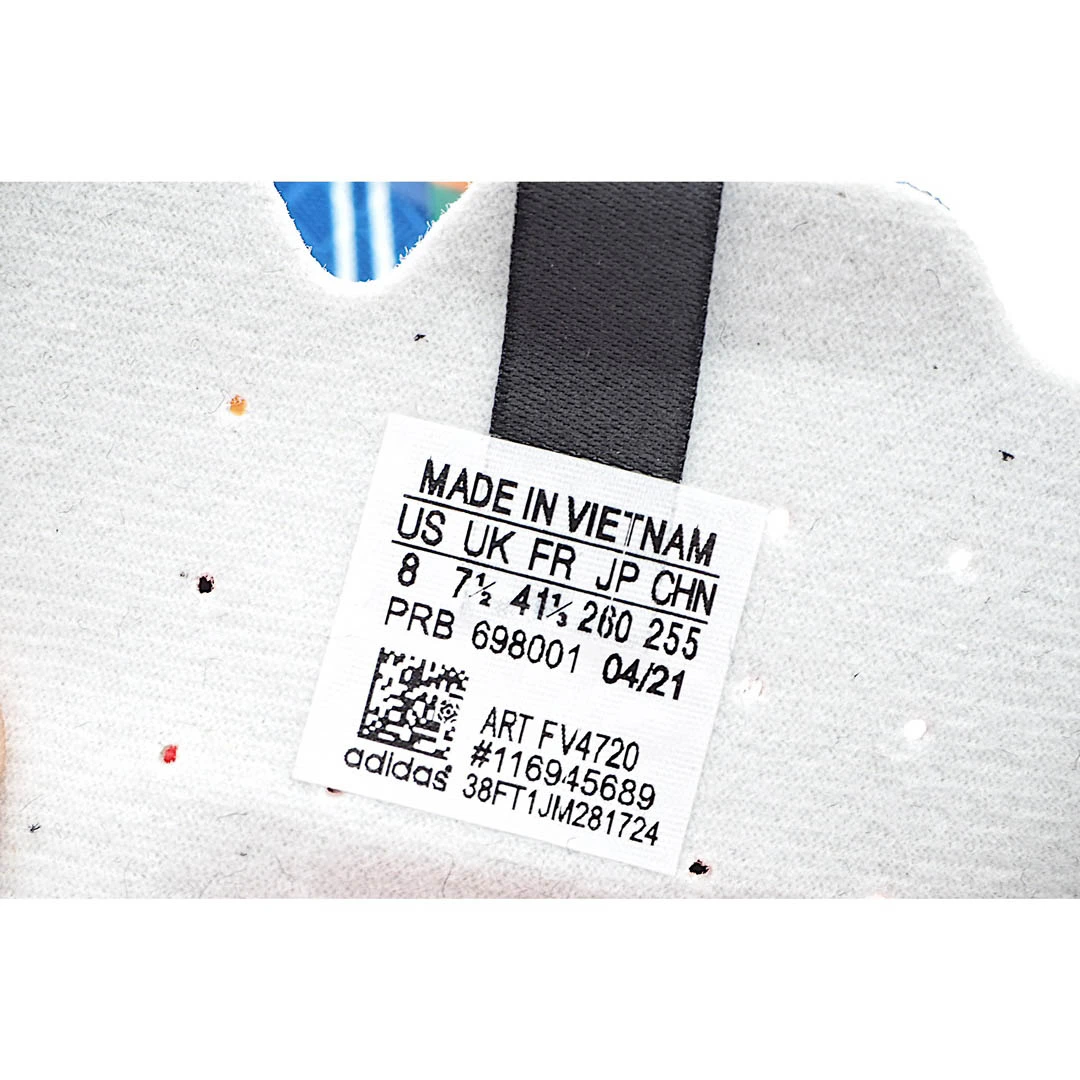 MADE IN VIETNAM
US UK FR JP CHN
8 7½ 41⅓ 260 255
PRB 698001 04/21
ART FV4720
#116945689
adidas 38FT1JM281724